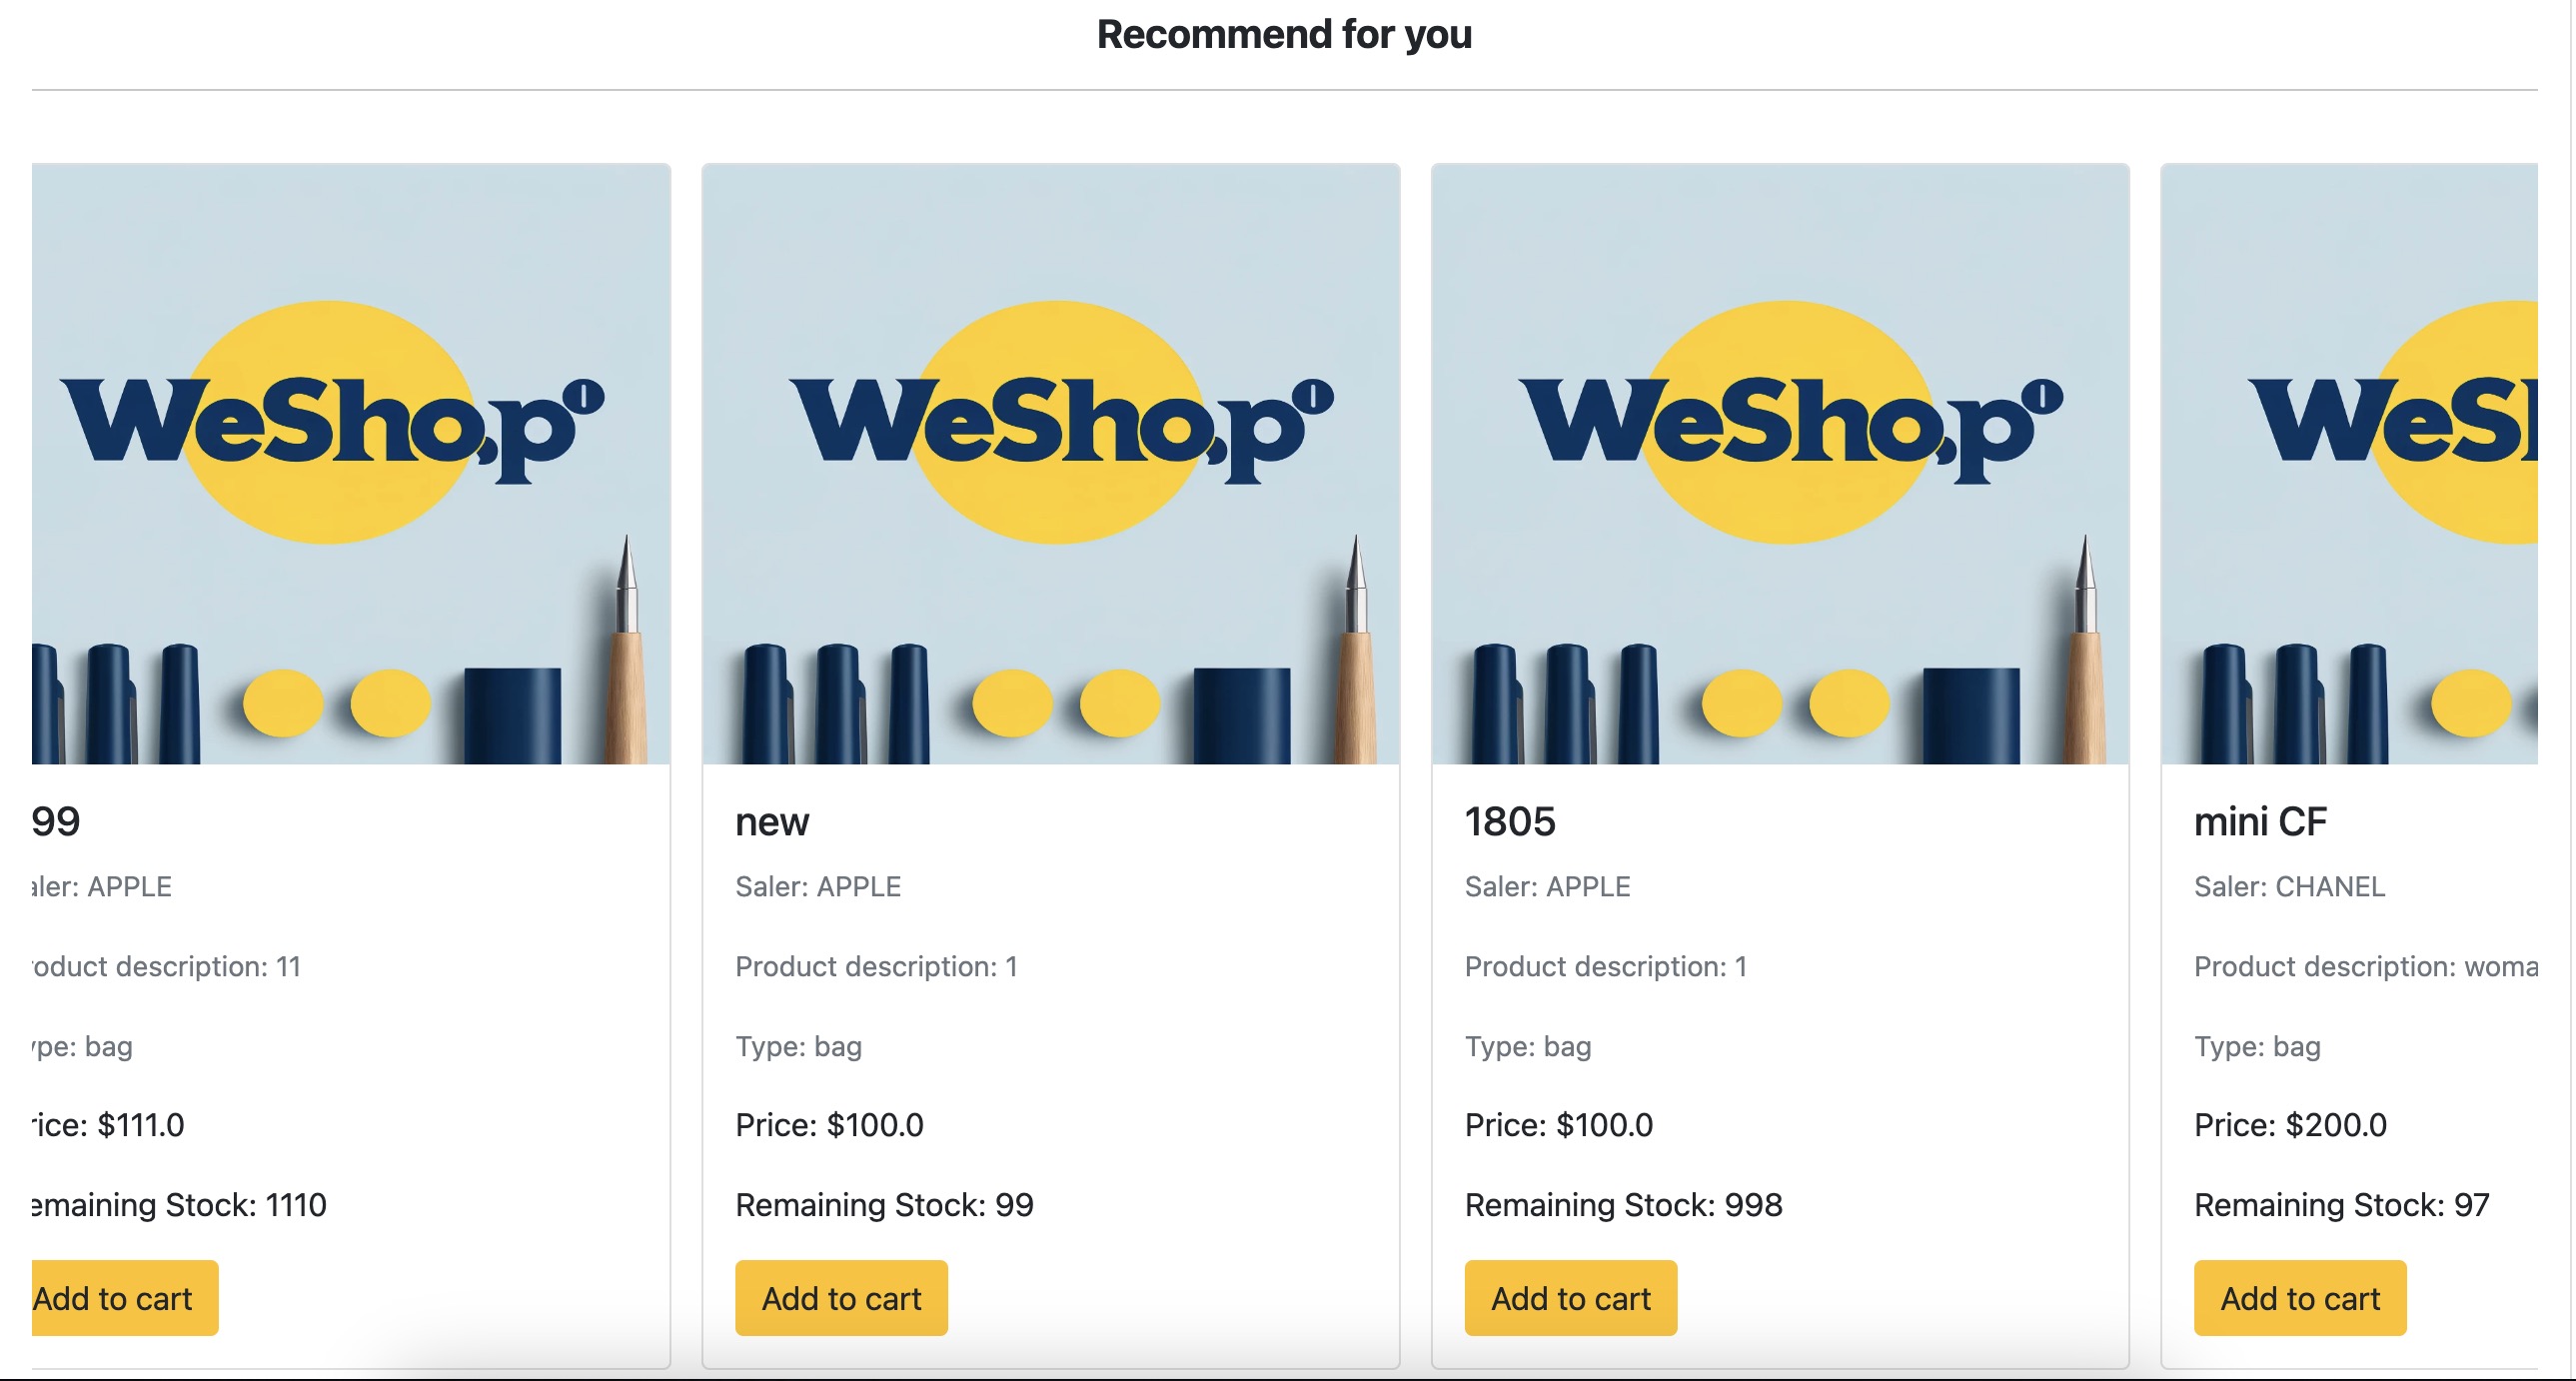 Recommend for you
WeShop
WeShop
WeShop
WeS
99
aler: APPLE
roduct description: 11
ype: bag
rice: $111.0
emaining Stock: 1110
Add to cart
new
Saler: APPLE
Product description: 1
Type: bag
Price: $100.0
Remaining Stock: 99
Add to cart
1805
Saler: APPLE
Product description: 1
Type: bag
Price: $100.0
Remaining Stock: 998
Add to cart
mini CF
Saler: CHANEL
Product description: woma
Type: bag
Price: $200.0
Remaining Stock: 97
Add to cart